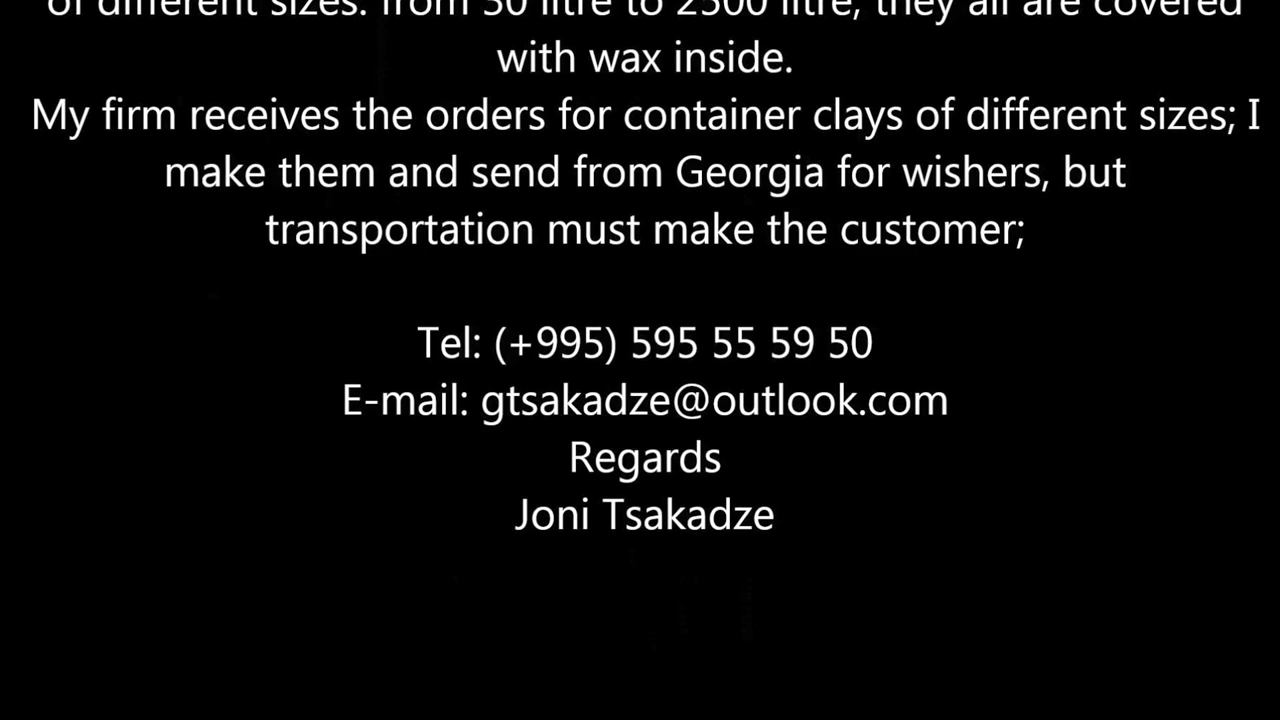 of different sizes: from 50 litre to 2500 litre, they all are covered
with wax inside.
My firm receives the orders for container clays of different sizes; I
make them and send from Georgia for wishers, but
transportation must make the customer;
Tel: (+995) 595 55 59 50
E-mail: gtsakadze@outlook.com
Regards
Joni Tsakadze